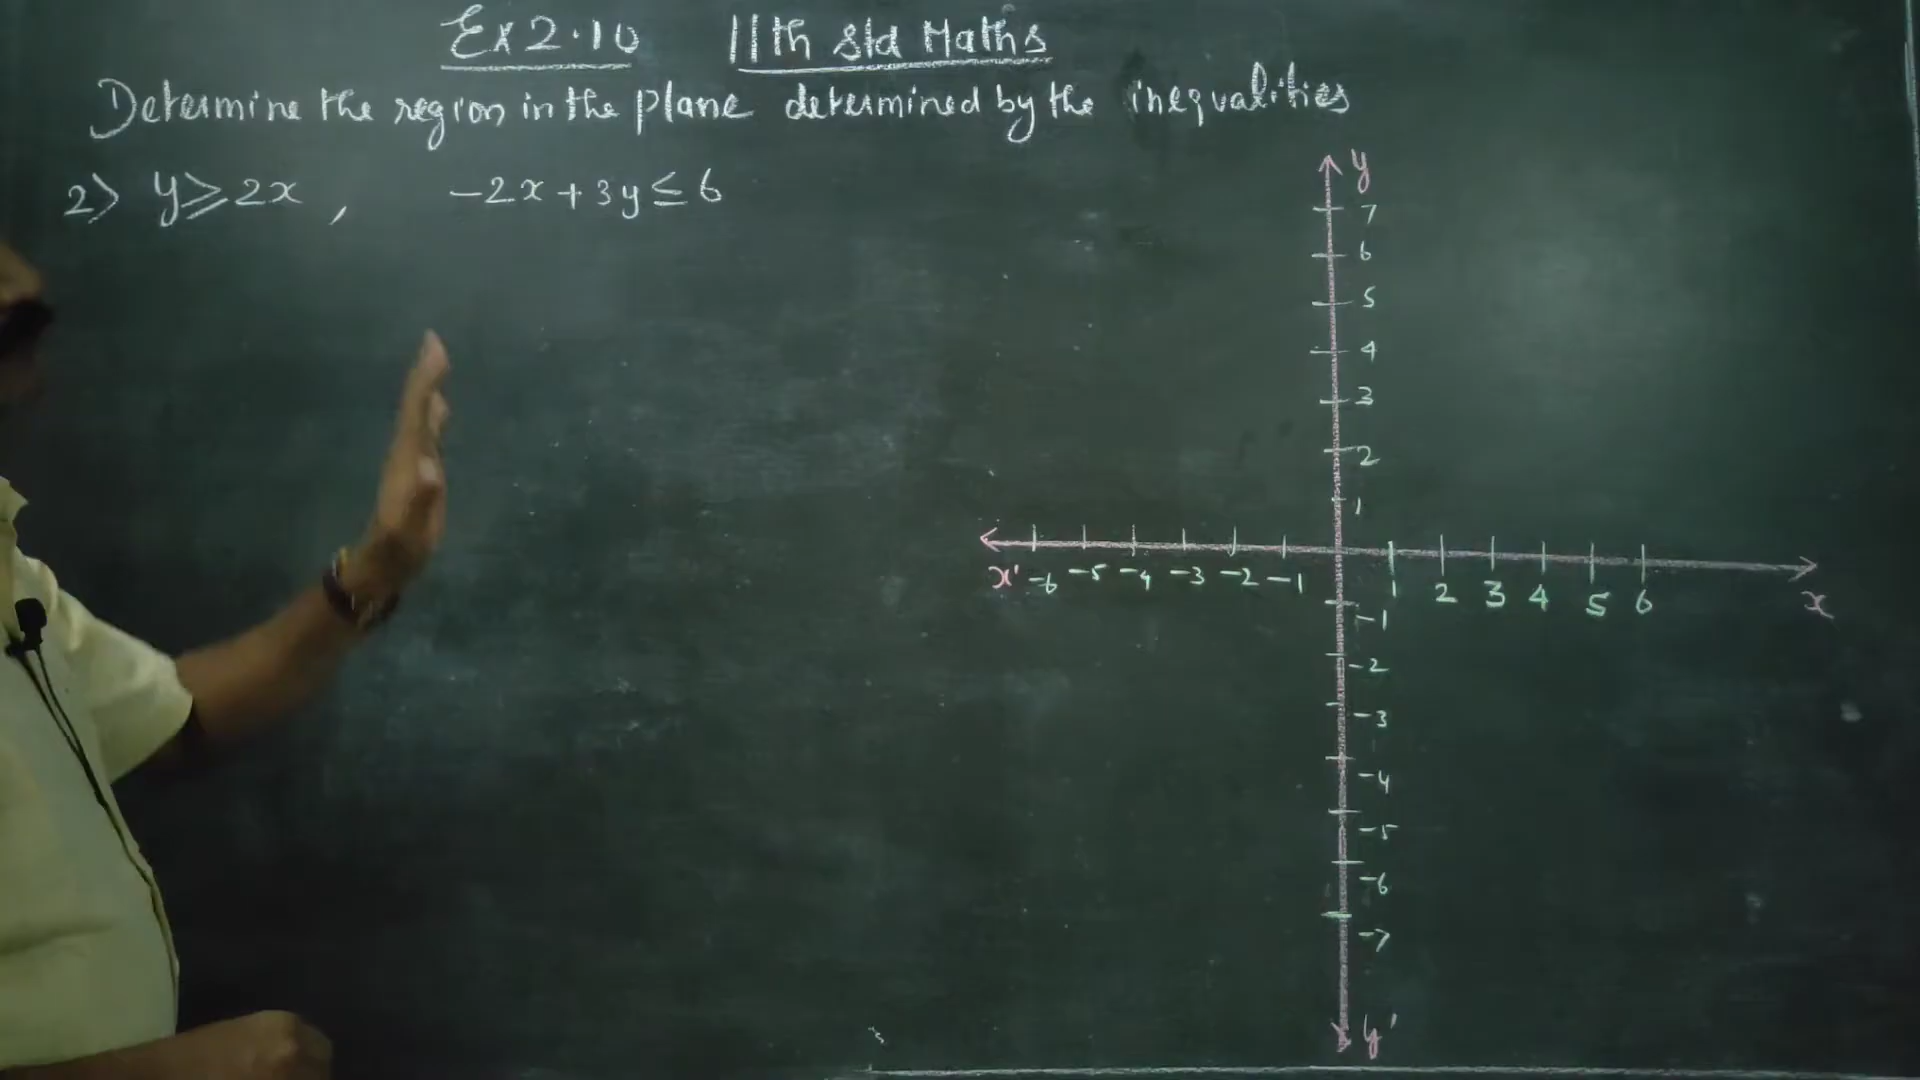 Ex 2.10 11th std Maths
Determine the region in the plane determined by the inequalities
2) y ≥ 2x , -2x + 3y ≤ 6
y
7
6
5
4
3
2
1
x' -6 -5 -4 -3 -2 -1 1 2 3 4 5 6 x
-1
-2
-3
-4
-5
-6
-7
y'